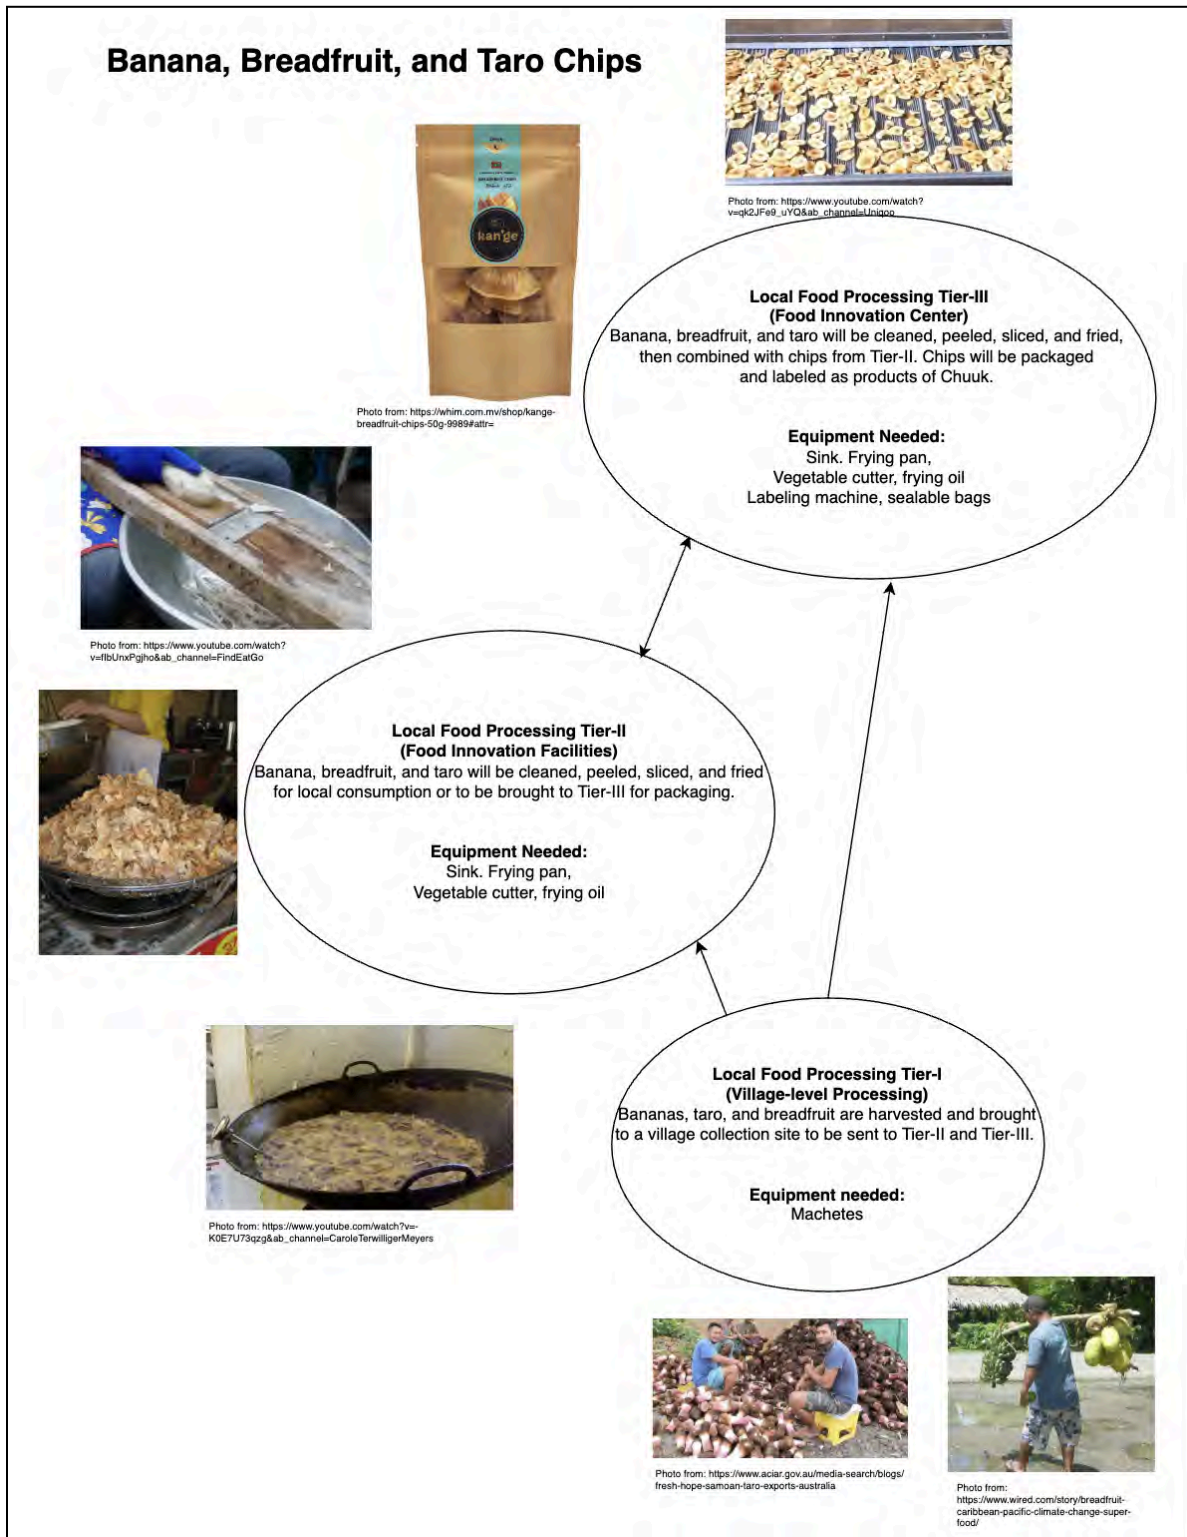 Banana, Breadfruit, and Taro Chips
Photo from: https://www.youtube.com/watch?
v=qk2JFe9_uYQ&ab_channel=Uniqoo
kan'ge
Local Food Processing Tier-III
(Food Innovation Center)
Banana, breadfruit, and taro will be cleaned, peeled, sliced, and fried,
then combined with chips from Tier-II. Chips will be packaged
and labeled as products of Chuuk.
Equipment Needed:
Sink. Frying pan,
Vegetable cutter, frying oil
Labeling machine, sealable bags
Photo from: https://whim.com.mv/shop/kange-
breadfruit-chips-50g-9989#attr=
Photo from: https://www.youtube.com/watch?
v=fIbUnxPgjho&ab_channel=FindEatGo
Local Food Processing Tier-II
(Food Innovation Facilities)
Banana, breadfruit, and taro will be cleaned, peeled, sliced, and fried
for local consumption or to be brought to Tier-III for packaging.
Equipment Needed:
Sink. Frying pan,
Vegetable cutter, frying oil
Local Food Processing Tier-I
(Village-level Processing)
Bananas, taro, and breadfruit are harvested and brought
to a village collection site to be sent to Tier-II and Tier-III.
Equipment needed:
Machetes
Photo from: https://www.youtube.com/watch?v=-
K0E7U73qzg&ab_channel=CaroleTerwilligerMeyers
Photo from: https://www.aciar.gov.au/media-search/blogs/
fresh-hope-samoan-taro-exports-australia
Photo from:
https://www.wired.com/story/breadfruit-
caribbean-pacific-climate-change-super-
food/